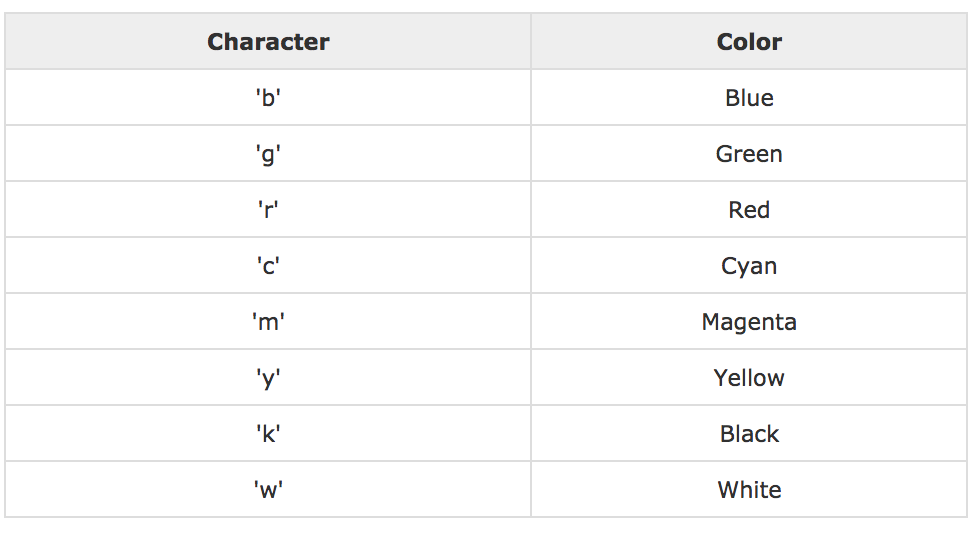 Character Color
'b' Blue
'g' Green
'r' Red
'c' Cyan
'm' Magenta
'y' Yellow
'k' Black
'w' White